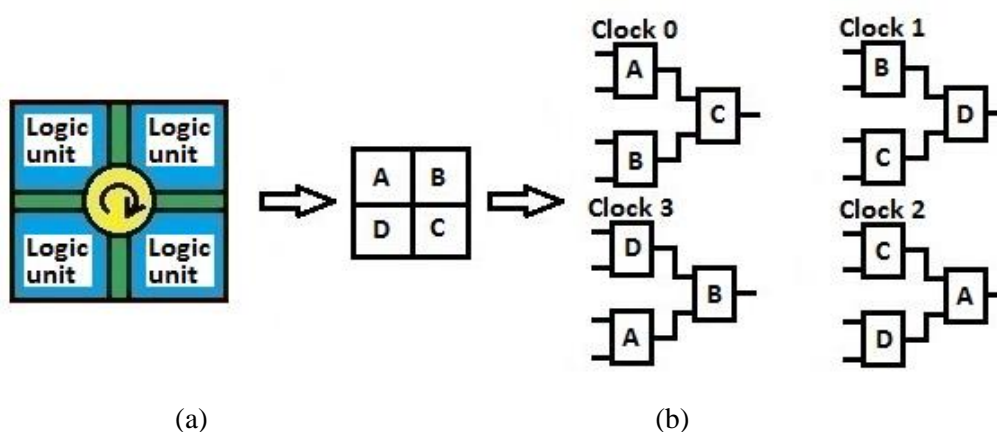 Logic
unit
Logic
unit
Logic
unit
Logic
unit
A B
D C
Clock 0
A
B
C
Clock 1
B
C
D
Clock 3
D
A
B
Clock 2
C
D
A
(a)
(b)